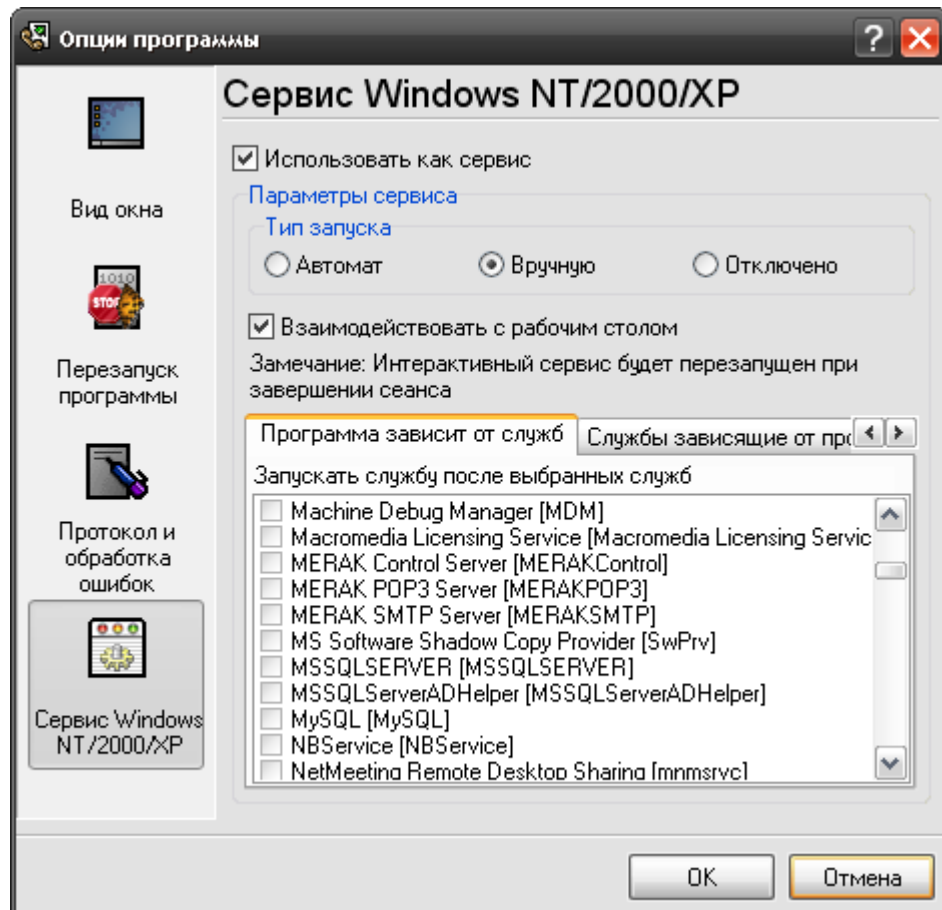 Опции программы
Сервис Windows NT/2000/XP
Вид окна
Перезапуск
программы
Протокол и
обработка
ошибок
Сервис Windows
NT/2000/XP
Использовать как сервис
Параметры сервиса
Тип запуска
Автомат
Вручную
Отключено
Взаимодействовать с рабочим столом
Замечание: Интерактивный сервис будет перезапущен при
завершении сеанса
Программа зависит от служб
Службы зависящие от прс
Запускать службу после выбранных служб
Machine Debug Manager [MDM]
Macromedia Licensing Service [Macromedia Licensing Servic
MERAK Control Server [MERAKControl]
MERAK POP3 Server [MERAKPOP3]
MERAK SMTP Server [MERAKSMTP]
MS Software Shadow Copy Provider [SwPrv]
MSSQLSERVER [MSSQLSERVER]
MSSQLServerADHelper [MSSQLServerADHelper]
MySQL [MySQL]
NBService [NBService]
NetMeeting Remote Desktop Sharing [mnmsrvc]
1010
STOP
OK
Отмена